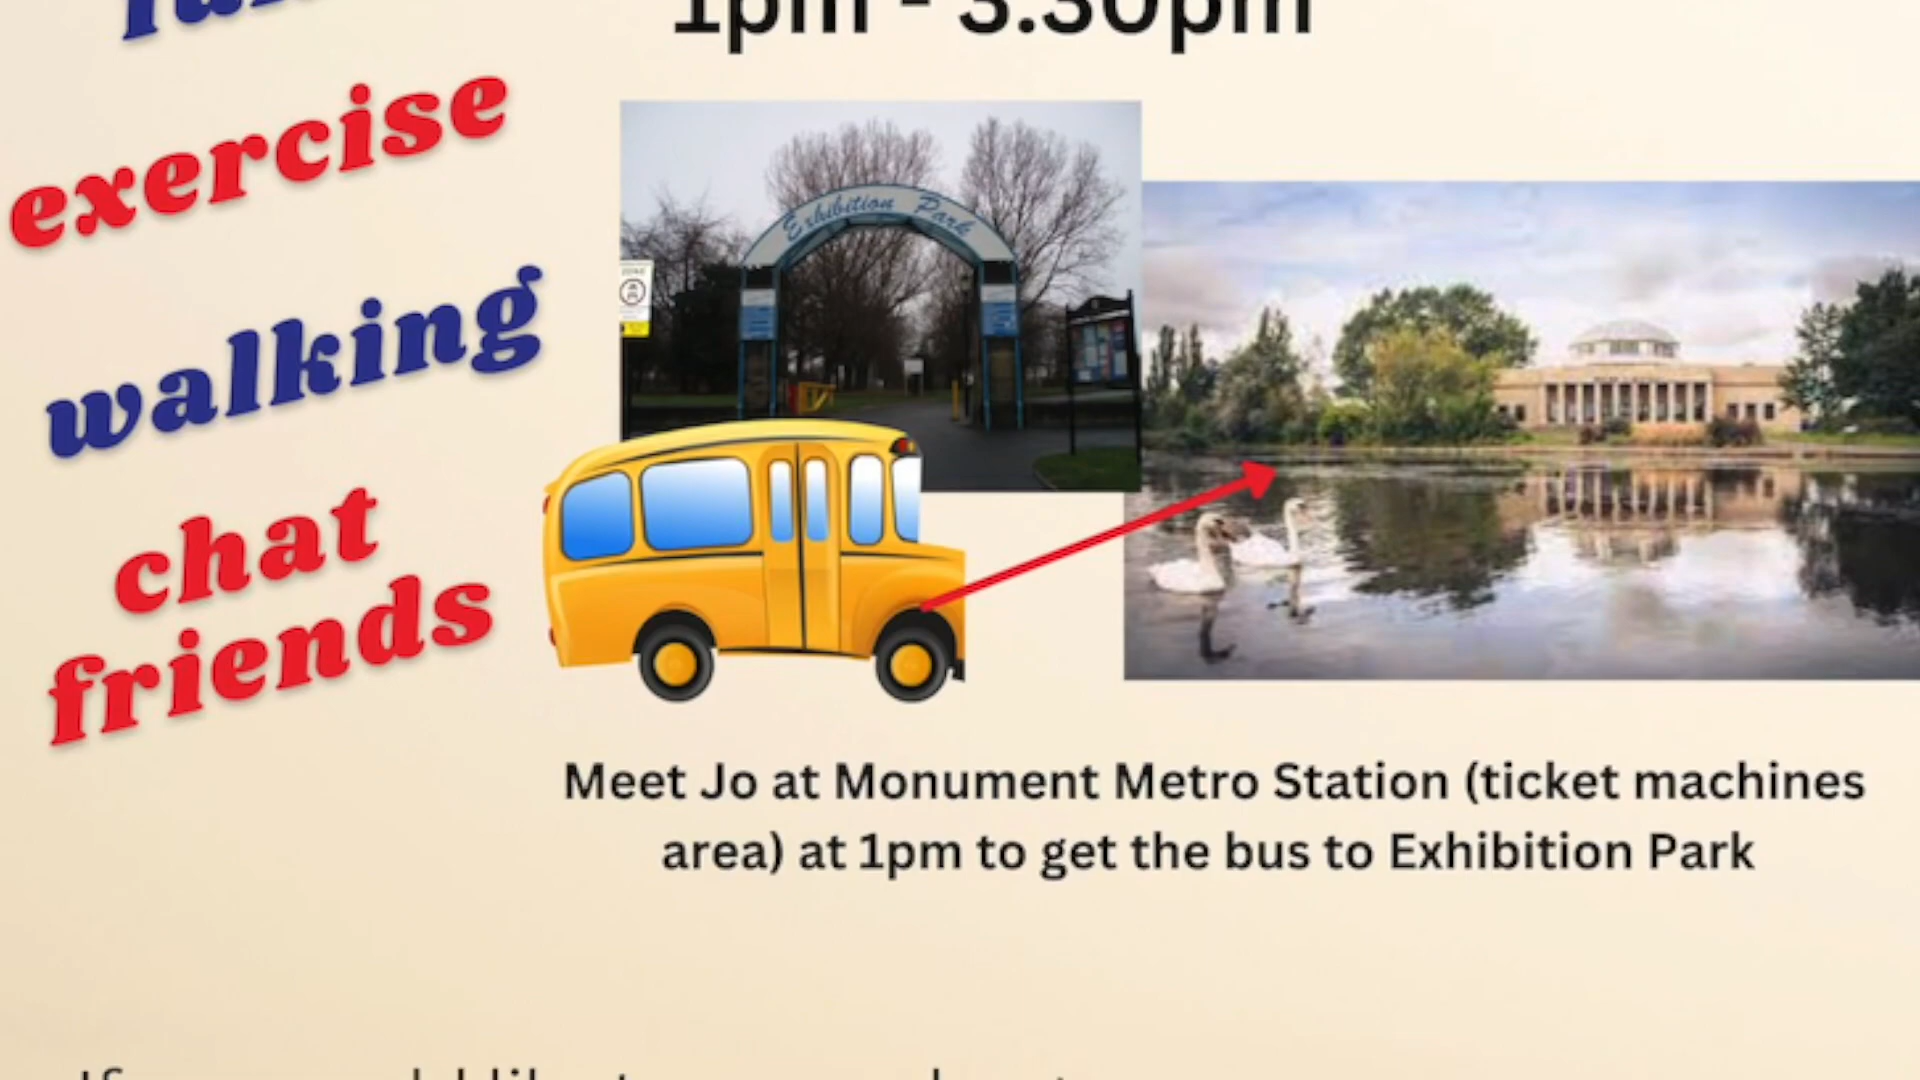 1pm - 3.30pm
exercise
walking
chat
friends
Exhibition Park
Meet Jo at Monument Metro Station (ticket machines
area) at 1pm to get the bus to Exhibition Park